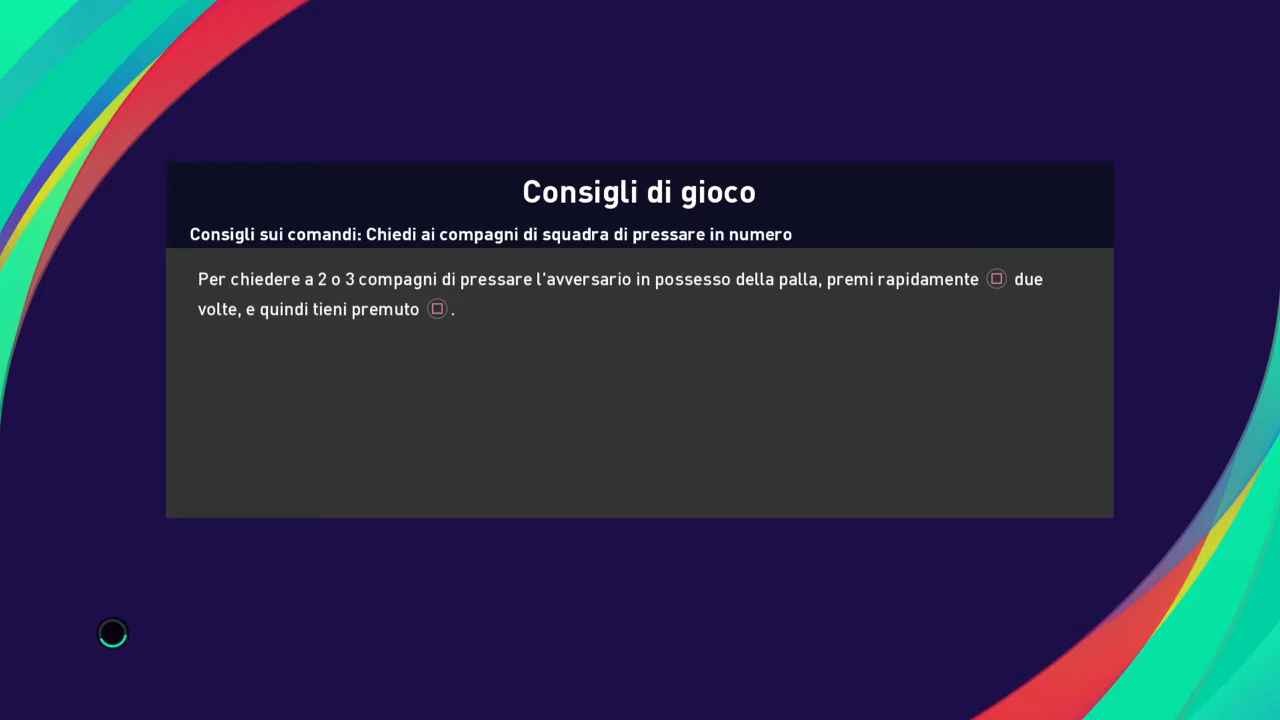 Consigli di gioco
Consigli sui comandi: Chiedi ai compagni di squadra di pressare in numero
Per chiedere a 2 o 3 compagni di pressare l'avversario in possesso della palla, premi rapidamente □ due
volte, e quindi tieni premuto □ .